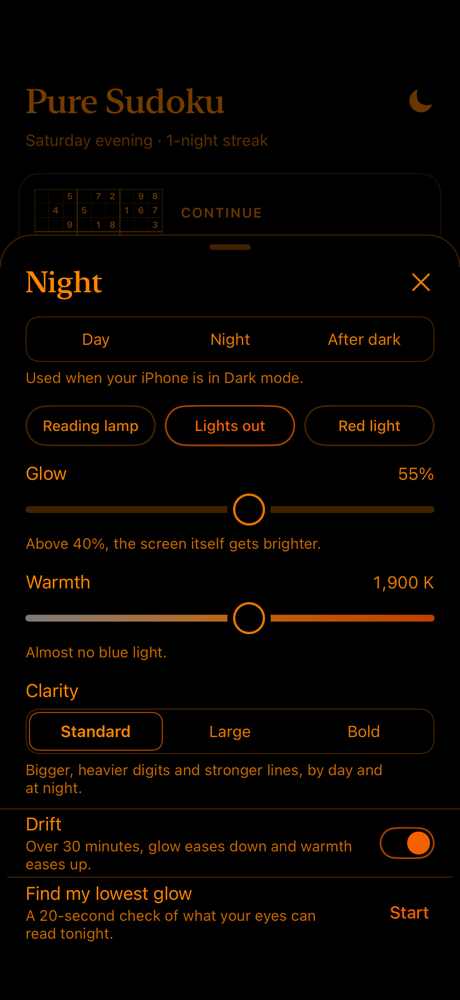 Pure Sudoku
Saturday evening · 1-night streak
5 7 2 9 8
4 5 1 6 7
9 1 8 3
CONTINUE
Night
Day Night After dark
Used when your iPhone is in Dark mode.
Reading lamp Lights out Red light
Glow 55%
Above 40%, the screen itself gets brighter.
Warmth 1,900 K
Almost no blue light.
Clarity
Standard Large Bold
Bigger, heavier digits and stronger lines, by day and
at night.
Drift
Over 30 minutes, glow eases down and warmth
eases up.
Find my lowest glow
A 20-second check of what your eyes can
read tonight.
Start